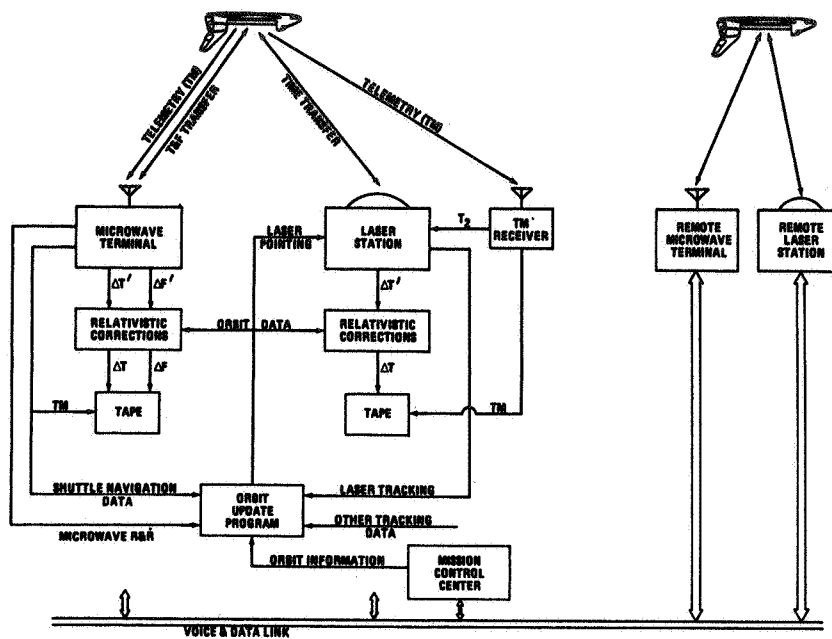 TELEMETRY (TM)
T&F TRANSFER
TIME TRANSFER
TELEMETRY (TM)
MICROWAVE
TERMINAL
LASER
POINTING
LASER
STATION
T2
TM
RECEIVER
REMOTE
MICROWAVE
TERMINAL
REMOTE
LASER
STATION
ΔT′
ΔF′
ΔT′
RELATIVISTIC
CORRECTIONS
ORBIT DATA
RELATIVISTIC
CORRECTIONS
ΔT
ΔF
ΔT
TM
TAPE
TAPE
TM
SHUTTLE NAVIGATION
DATA
ORBIT
UPDATE
PROGRAM
LASER TRACKING
OTHER TRACKING
DATA
MICROWAVE R&Ṙ
ORBIT INFORMATION
MISSION
CONTROL
CENTER
VOICE & DATA LINK